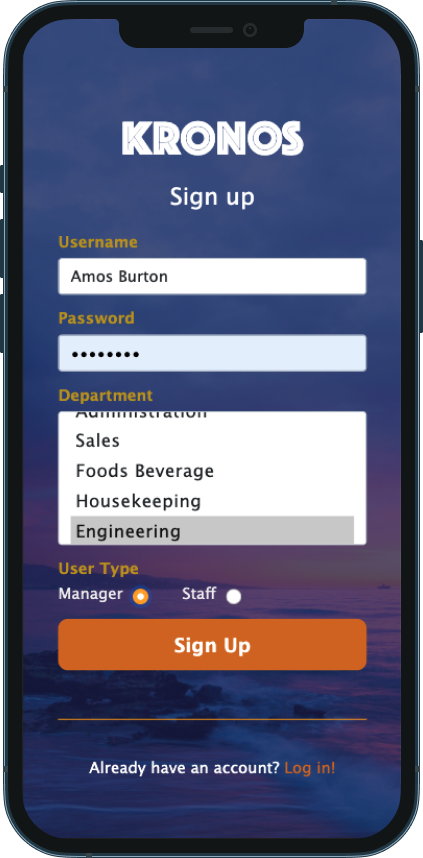 KRONOS
Sign up
Username
Amos Burton
Password
••••••••
Department
Administration
Sales
Foods Beverage
Housekeeping
Engineering
User Type
Manager Staff
Sign Up
Already have an account? Log in!